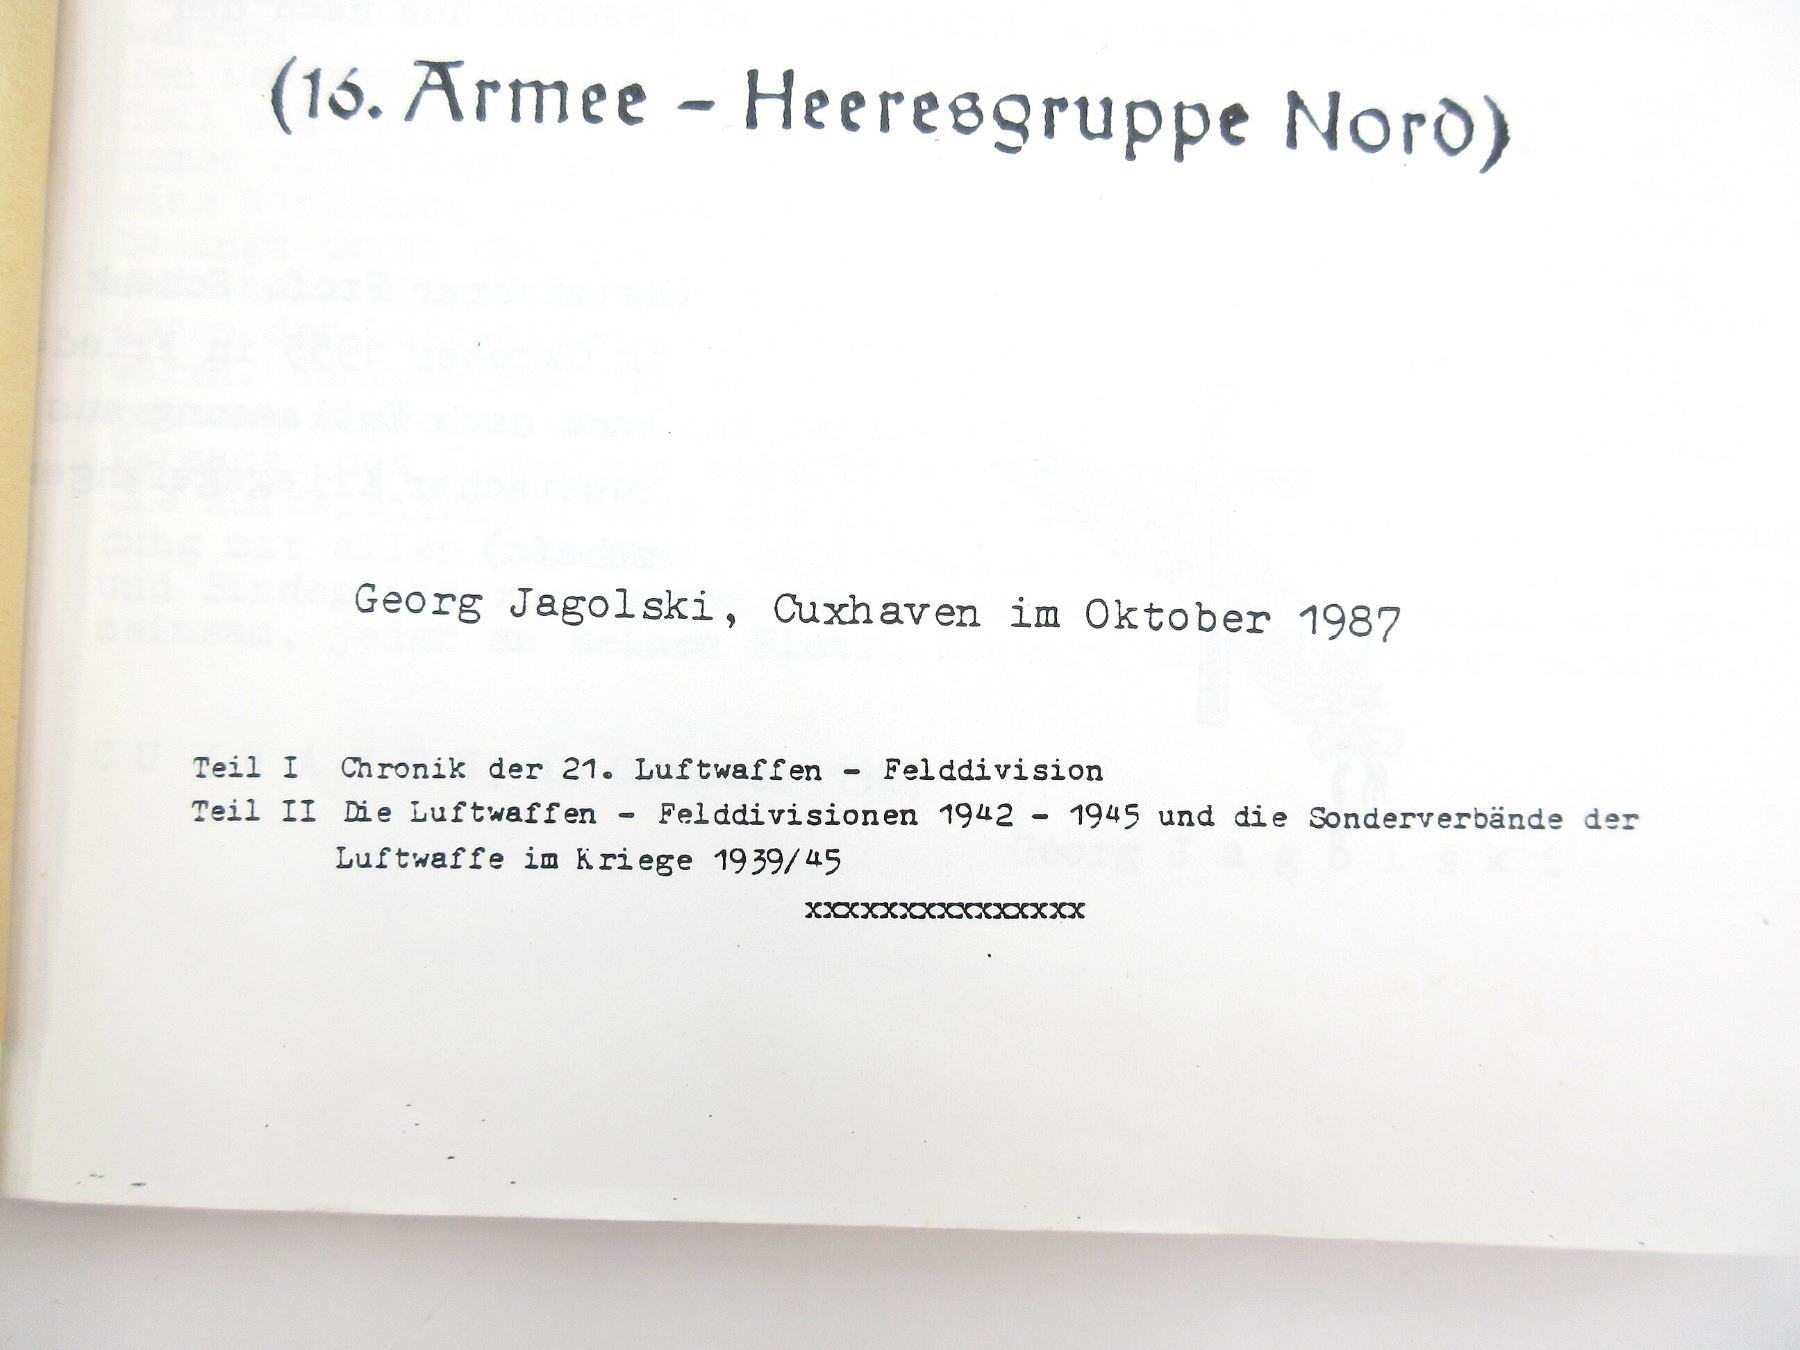 (16. Armee – Heeresgruppe Nord)
Georg Jagolski, Cuxhaven im Oktober 1987
Teil I Chronik der 21. Luftwaffen – Felddivision
Teil II Die Luftwaffen – Felddivisionen 1942 – 1945 und die Sonderverbände der
Luftwaffe im Kriege 1939/45
xxxxxxxxxxxxxxxxx